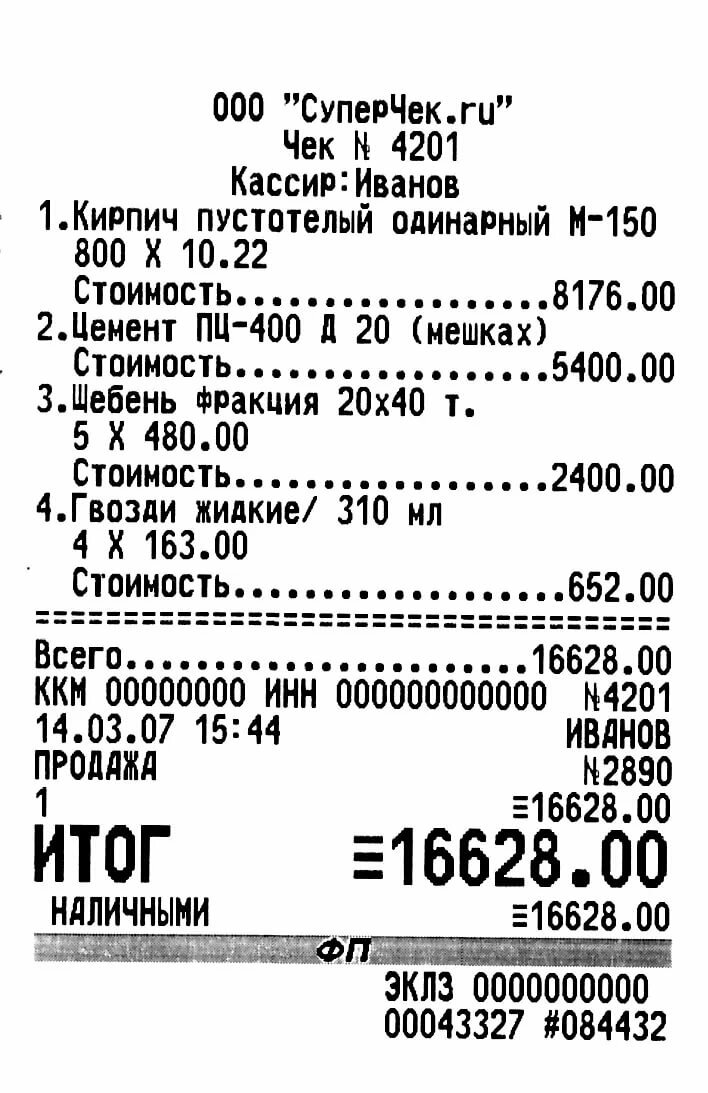 ООО "СуперЧек.ru"
Чек № 4201
Кассир:Иванов
1.Кирпич пустотелый одинарный М-150
800 X 10.22
Стоимость...................8176.00
2.Цемент ПЦ-400 Д 20 (мешках)
Стоимость...................5400.00
3.Щебень фракция 20х40 т.
5 X 480.00
Стоимость...................2400.00
4.Гвозди жидкие/ 310 мл
4 X 163.00
Стоимость....................652.00
====================================
Всего.......................16628.00
ККМ 00000000 ИНН 000000000000 №4201
14.03.07 15:44 ИВАНОВ
ПРОДАЖА №2890
1 ≡16628.00
ИТОГ ≡16628.00
НАЛИЧНЫМИ ≡16628.00
ФП
ЭКЛЗ 0000000000
00043327 #084432